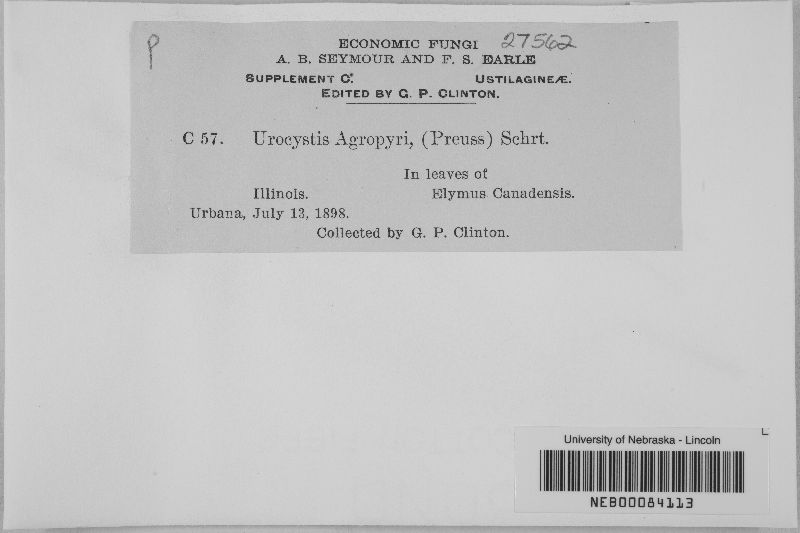 P
ECONOMIC FUNGI 27562
A. B. SEYMOUR AND F. S. EARLE
SUPPLEMENT C. USTILAGINEÆ.
EDITED BY G. P. CLINTON.
C 57. Urocystis Agropyri, (Preuss) Schrt.
In leaves of
Illinois. Elymus Canadensis.
Urbana, July 13, 1898.
Collected by G. P. Clinton.
University of Nebraska - Lincoln
NEB00084113